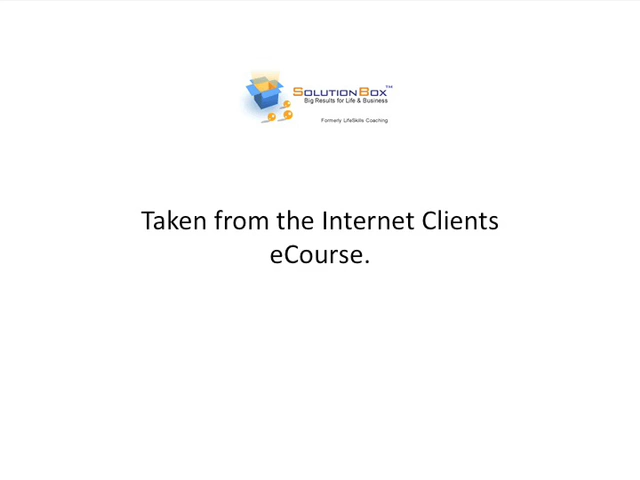 SOLUTIONBOX™
Big Results for Life & Business
Formerly LifeSkills Coaching
Taken from the Internet Clients
eCourse.